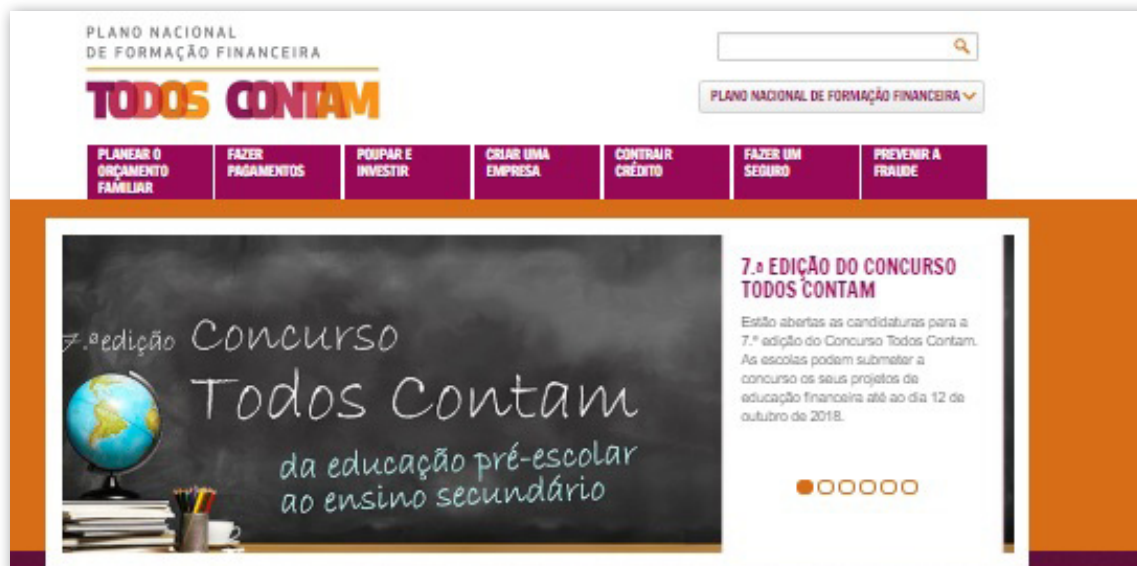 PLANO NACIONAL
DE FORMAÇÃO FINANCEIRA
TODOS CONTAM
PLANO NACIONAL DE FORMAÇÃO FINANCEIRA
PLANEAR O
ORÇAMENTO
FAMILIAR
FAZER
PAGAMENTOS
POUPAR E
INVESTIR
CRIAR UMA
EMPRESA
CONTRAIR
CRÉDITO
FAZER UM
SEGURO
PREVENIR A
FRAUDE
7.ª edição Concurso
Todos Contam
da educação pré-escolar
ao ensino secundário
7.ª EDIÇÃO DO CONCURSO
TODOS CONTAM
Estão abertas as candidaturas para a
7.ª edição do Concurso Todos Contam.
As escolas podem submeter a
concurso os seus projetos de
educação financeira até ao dia 12 de
outubro de 2018.